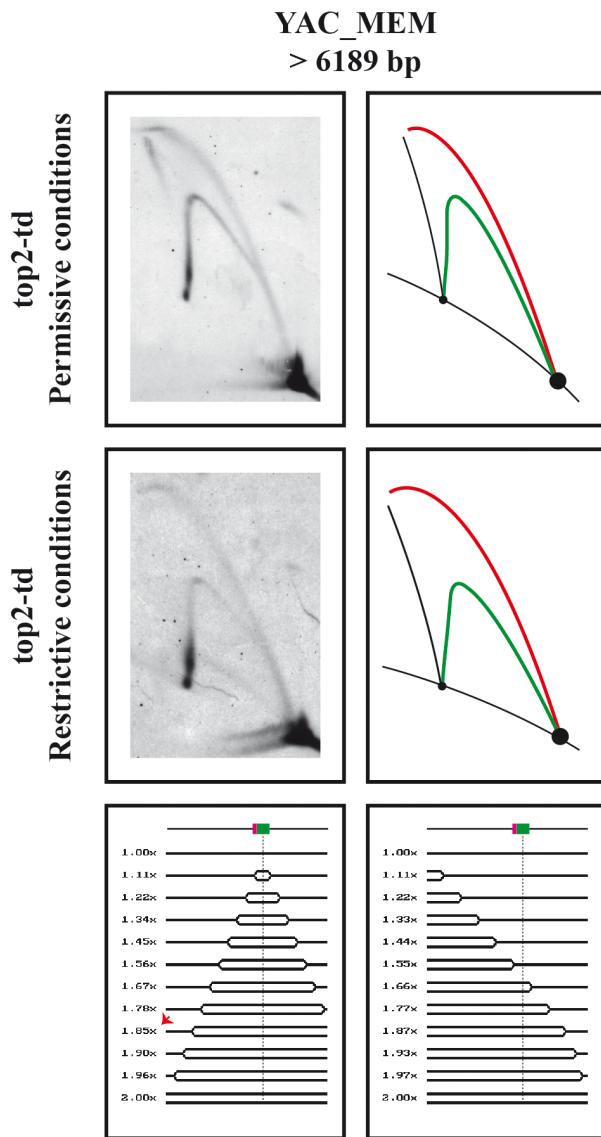 YAC_MEM
> 6189 bp
top2-td
Permissive conditions
top2-td
Restrictive conditions
1.00x
1.11x
1.22x
1.34x
1.45x
1.56x
1.67x
1.78x
1.85x
1.90x
1.96x
2.00x
1.00x
1.11x
1.22x
1.33x
1.44x
1.55x
1.66x
1.77x
1.87x
1.93x
1.97x
2.00x